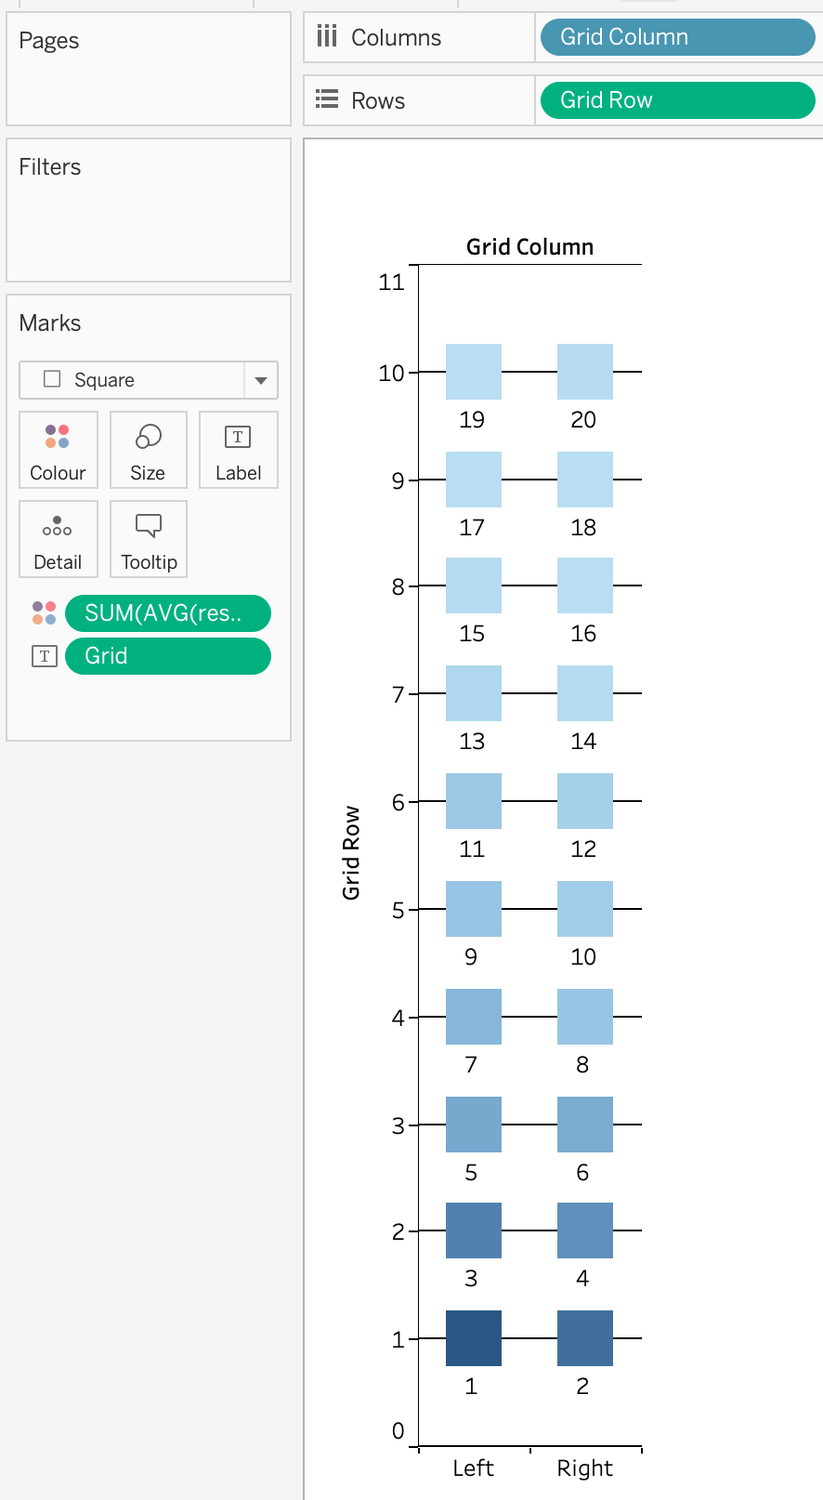 Pages
Columns
Grid Column
Rows
Grid Row
Filters
Marks
Square
Colour
Size
T
Label
Detail
Tooltip
SUM(AVG(res..
T
Grid
Grid Column
Grid Row
11
10
19 20
9
17 18
8
15 16
7
13 14
6
11 12
5
9 10
4
7 8
3
5 6
2
3 4
1
1 2
0
Left Right